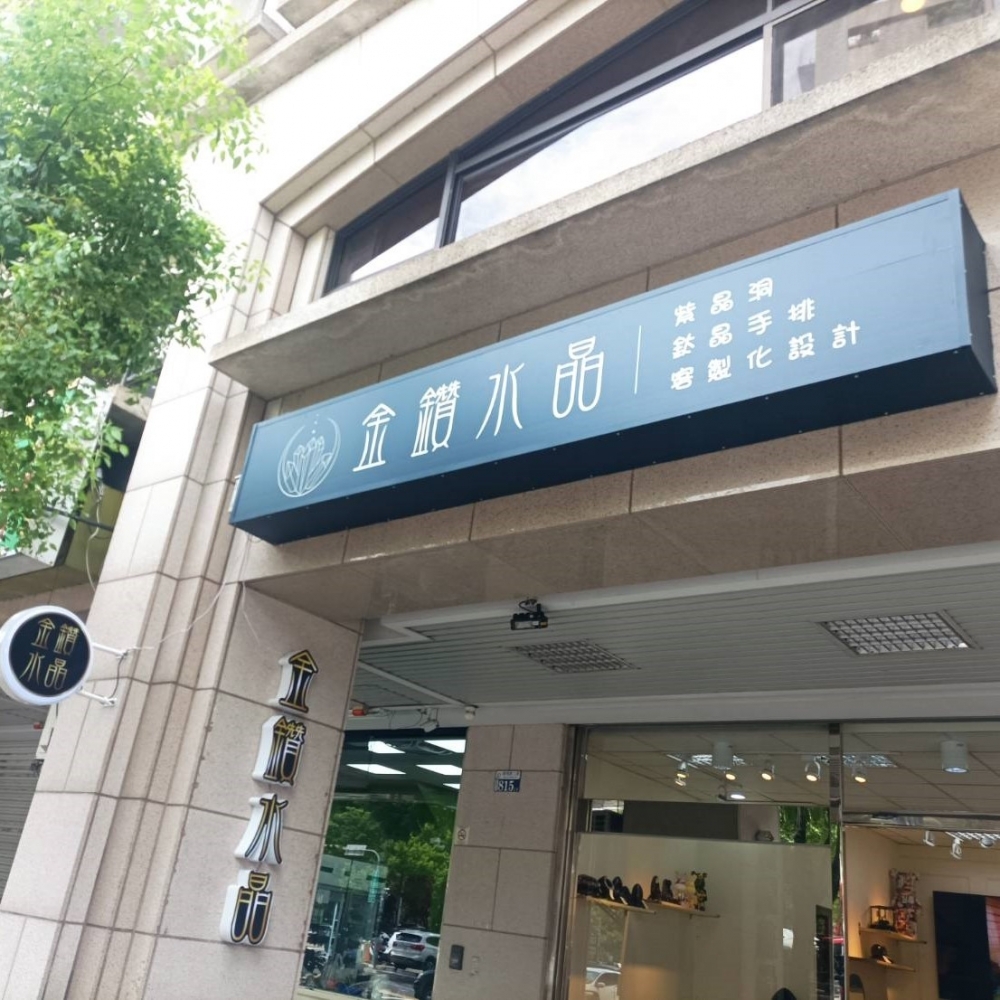 金鑽水晶
紫晶洞
鈦晶手排
客製化設計
金鑽
水晶
金鑽水晶
815